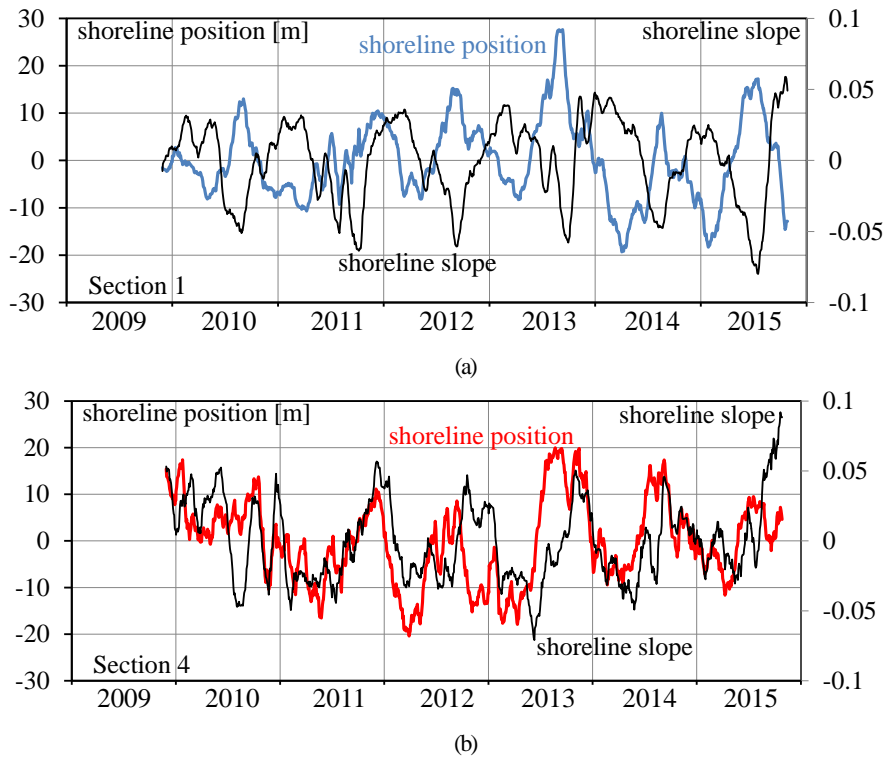 30 shoreline position [m] shoreline position shoreline slope 0.1
20
10 0.05
0 0
-10 -0.05
-20 shoreline slope
-30 Section 1 -0.1
2009 2010 2011 2012 2013 2014 2015
(a)
30 shoreline position [m] shoreline position shoreline slope 0.1
20
10 0.05
0 0
-10 -0.05
-20 shoreline slope
-30 Section 4 -0.1
2009 2010 2011 2012 2013 2014 2015
(b)